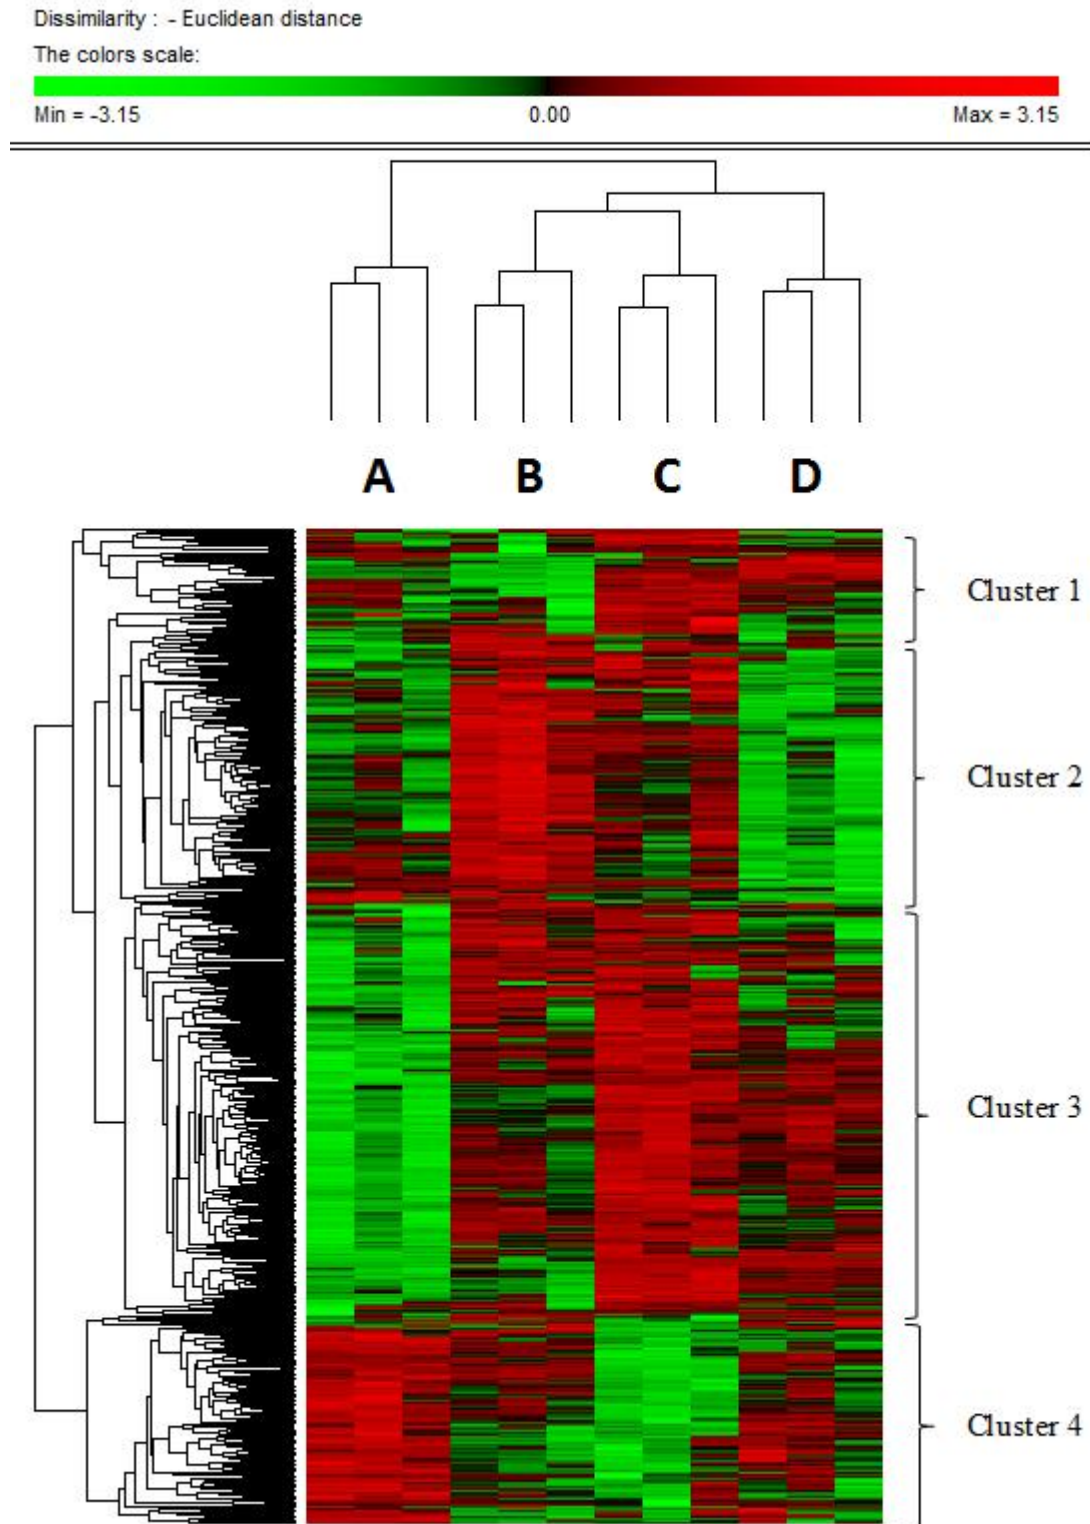 Dissimilarity :  - Euclidean distance
The colors scale:
Min = -3.15 0.00 Max = 3.15
A B C D
Cluster 1
Cluster 2
Cluster 3
Cluster 4